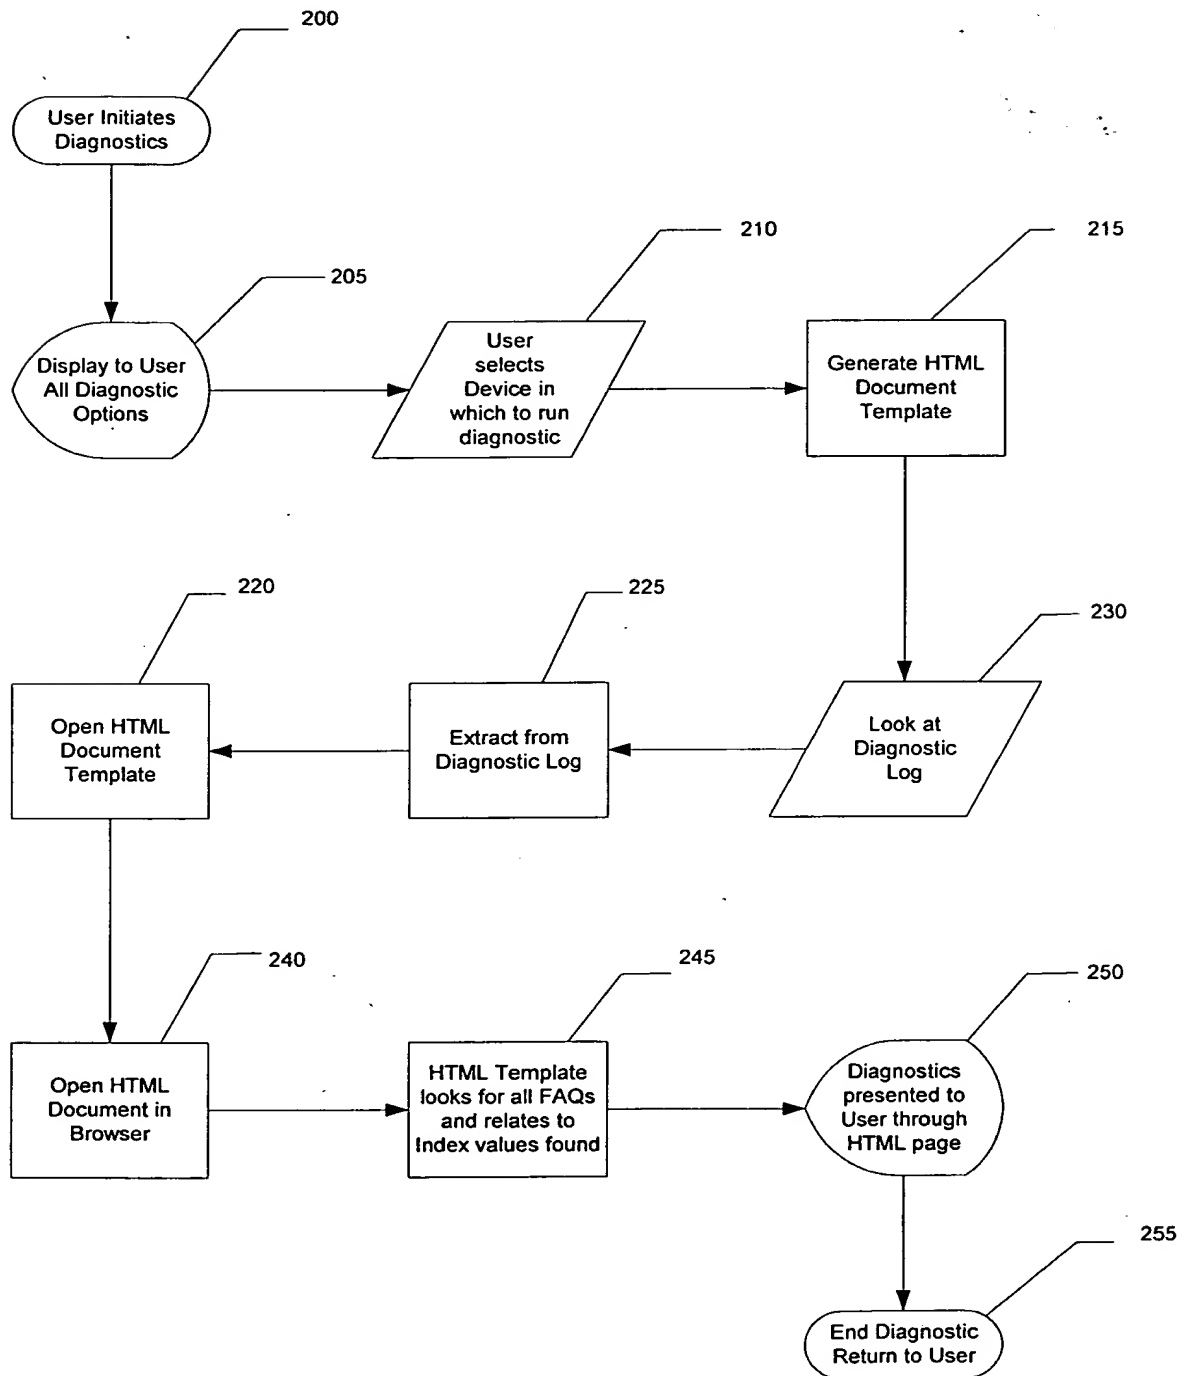 200
User Initiates
Diagnostics
205
Display to User
All Diagnostic
Options
210
User
selects
Device in
which to run
diagnostic
215
Generate HTML
Document
Template
220
Open HTML
Document
Template
225
Extract from
Diagnostic Log
230
Look at
Diagnostic
Log
240
Open HTML
Document in
Browser
245
HTML Template
looks for all FAQs
and relates to
Index values found
250
Diagnostics
presented to
User through
HTML page
255
End Diagnostic
Return to User